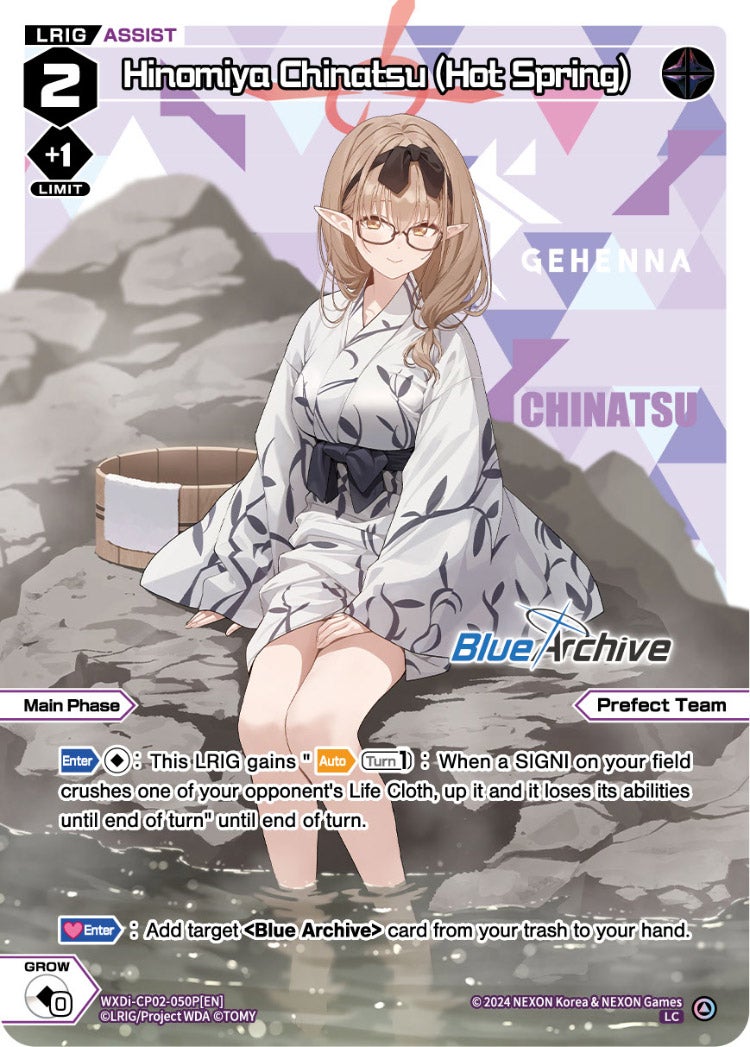 LRIG ASSIST
2 Hinomiya Chinatsu (Hot Spring)
+1
LIMIT
GEHENNA
CHINATSU
Blue Archive
Main Phase
Prefect Team
Enter : This LRIG gains " Auto Turn 1 : When a SIGNI on your field
crushes one of your opponent's Life Cloth, up it and it loses its abilities
until end of turn" until end of turn.
Enter : Add target <Blue Archive> card from your trash to your hand.
GROW
0
WXDi-CP02-050P[EN]
©LRIG/Project WDA ©TOMY
© 2024 NEXON Korea & NEXON Games
LC